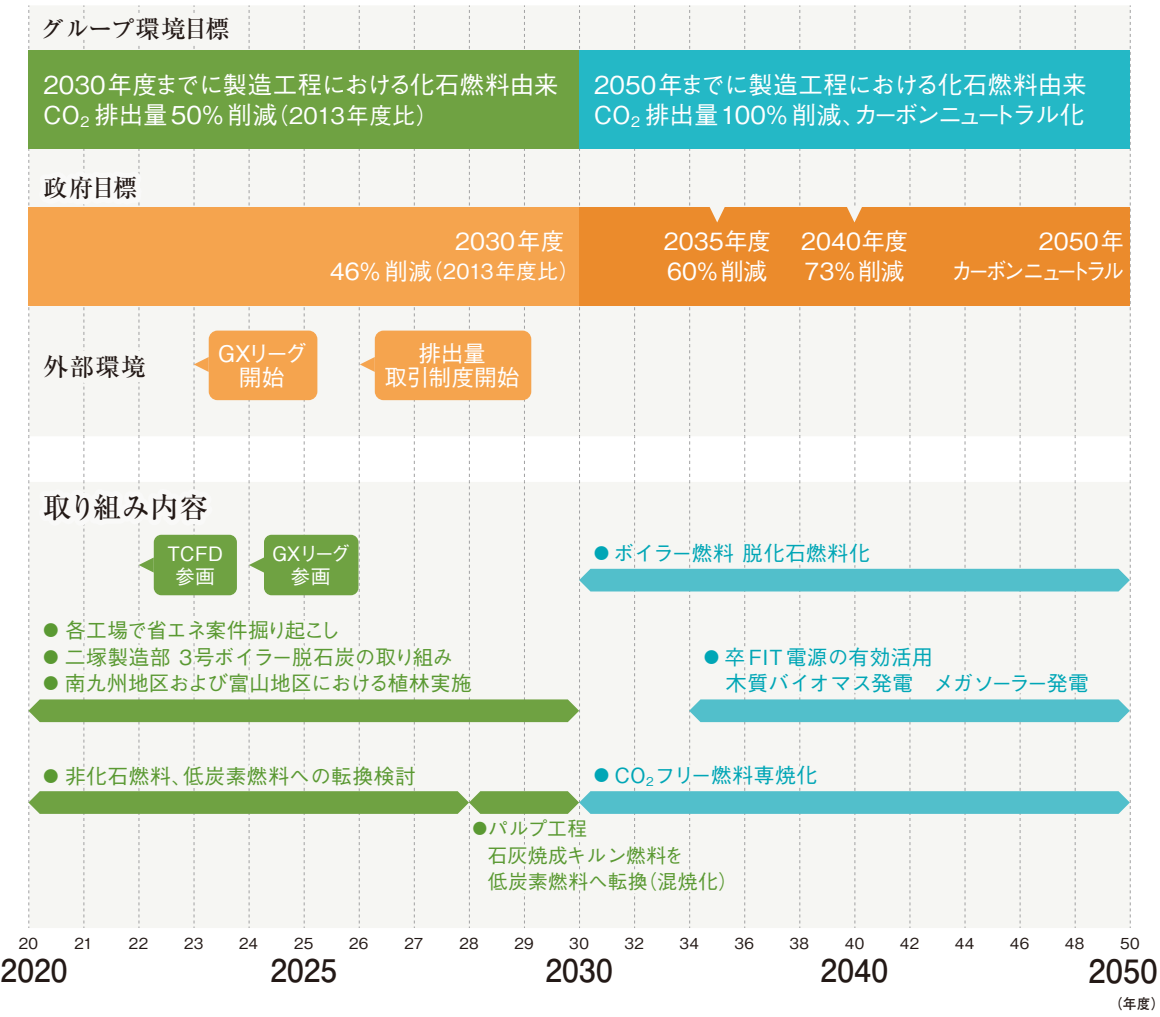 グループ環境目標
2030年度までに製造工程における化石燃料由来
CO₂排出量50%削減(2013年度比)
2050年までに製造工程における化石燃料由来
CO₂排出量100%削減、カーボンニュートラル化
政府目標
2030年度
46%削減(2013年度比)
2035年度
60%削減
2040年度
73%削減
2050年
カーボンニュートラル
外部環境
GXリーグ
開始
排出量
取引制度開始
取り組み内容
TCFD
参画
GXリーグ
参画
● ボイラー燃料 脱化石燃料化
● 各工場で省エネ案件掘り起こし
● 二塚製造部 3号ボイラー脱石炭の取り組み
● 南九州地区および富山地区における植林実施
● 卒FIT電源の有効活用
木質バイオマス発電　メガソーラー発電
● 非化石燃料、低炭素燃料への転換検討
● CO₂フリー燃料専焼化
●パルプ工程
石灰焼成キルン燃料を
低炭素燃料へ転換(混焼化)
20 21 22 23 24 25 26 27 28 29 30 32 34 36 38 40 42 44 46 48 50
2020 2025 2030 2040 2050
(年度)